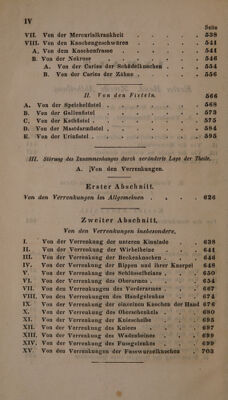 IV
Seite
VII. Von der Mercurialkrankheit . . . 538
VIII. Von den Knochengeschwüren . . . 541
A. Von dem Knochenfrasse . . . 541
B. Von der Nekrose . . . 546
A. Von der Caries der Schädelknochen . . . 554
B. Von der Caries der Zähne . . . 556
II. Von den Fisteln. 566
A. Von der Speichelfistel . . . 568
B. Von der Gallenfistel . . . 573
C. Von der Kothfistel . . . 575
D. Von der Mastdarmfistel . . . 584
E. Von der Urinfistel . . . 593
III. Störung des Zusammenhangs durch veränderte Lage der Theile.
A. Von den Verrenkungen.
Erster Abschnitt.
Von den Verrenkungen im Allgemeinen . . . 626
Zweiter Abschnitt.
Von den Verrenkungen insbesondere.
I. Von der Verrenkung der unteren Kinnlade . 638
II. Von der Verrenkung der Wirbelbeine . . 641
III. Von der Verrenkung der Beckenknochen . . 646
IV. Von der Verrenkung der Rippen und ihrer Knorpel 648
V. Von der Verrenkung des Schlüsselbeins . . 650
VI. Von der Verrenkung des Oberarmes . . 654
VII. Von den Verrenkungen des Vorderarmes . . 667
VIII. Von den Verrenkungen des Handgelenks . . 674
IX. Von der Verrenkung der einzelnen Knochen der Hand 676
X. Von der Verrenkung des Oberschenkels . . 680
XI. Von der Verrenkung der Kniescheibe . . 695
XII. Von der Verrenkung des Kniees . . 697
XIII. Von der Verrenkung des Wadenbeines . . 699
XIV. Von der Verrenkung des Fussgelenkes . . 699
XV. Von der Verrenkungen der Fusswurzelknochen . 703